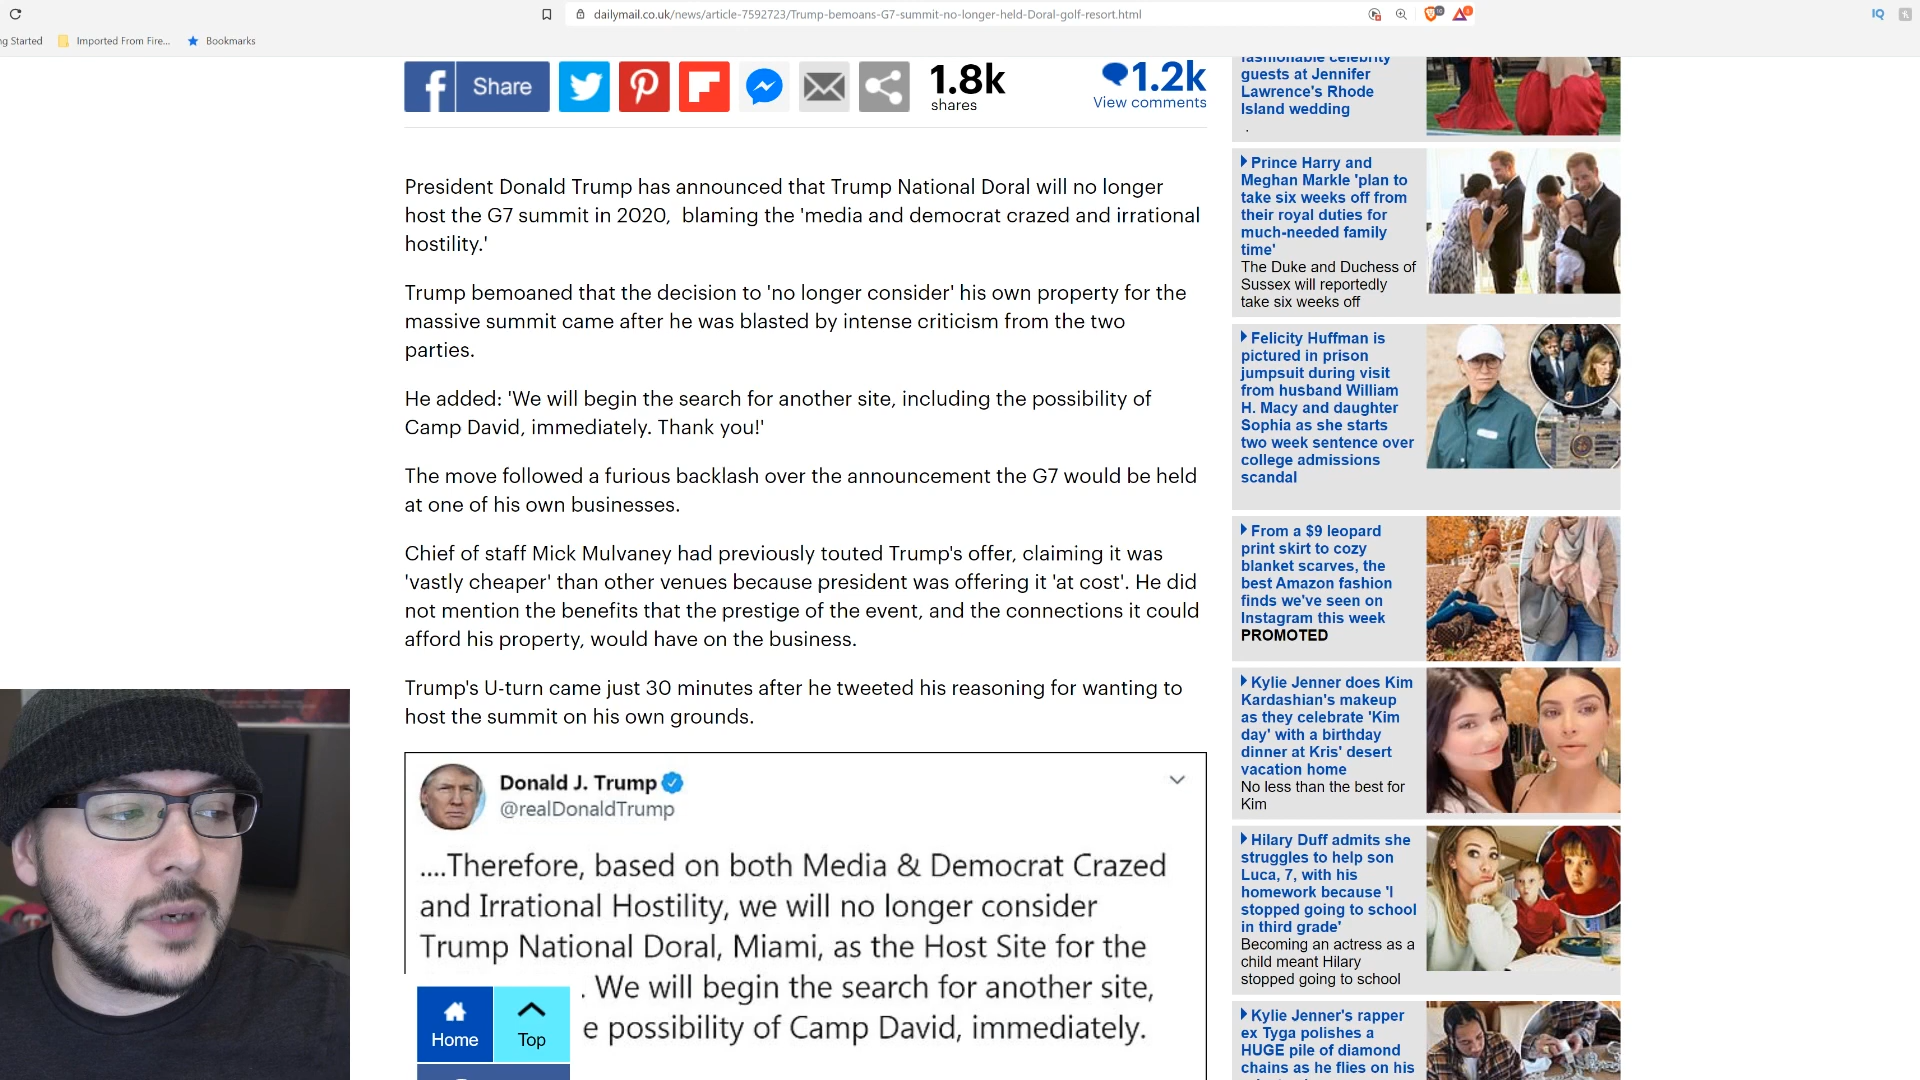 dailymail.co.uk/news/article-7592723/Trump-bemoans-G7-summit-no-longer-held-Doral-golf-resort.html
IQ
ng Started
Imported From Fire...
Bookmarks
Share
1.8k
shares
1.2k
View comments
President Donald Trump has announced that Trump National Doral will no longer
host the G7 summit in 2020,  blaming the 'media and democrat crazed and irrational
hostility.'
Trump bemoaned that the decision to 'no longer consider' his own property for the
massive summit came after he was blasted by intense criticism from the two
parties.
He added: 'We will begin the search for another site, including the possibility of
Camp David, immediately. Thank you!'
The move followed a furious backlash over the announcement the G7 would be held
at one of his own businesses.
Chief of staff Mick Mulvaney had previously touted Trump's offer, claiming it was
'vastly cheaper' than other venues because president was offering it 'at cost'. He did
not mention the benefits that the prestige of the event, and the connections it could
afford his property, would have on the business.
Trump's U-turn came just 30 minutes after he tweeted his reasoning for wanting to
host the summit on his own grounds.
Donald J. Trump
@realDonaldTrump
....Therefore, based on both Media & Democrat Crazed
and Irrational Hostility, we will no longer consider
Trump National Doral, Miami, as the Host Site for the
. We will begin the search for another site,
e possibility of Camp David, immediately.
Home
Top
fashionable celebrity
guests at Jennifer
Lawrence's Rhode
Island wedding
.
Prince Harry and
Meghan Markle 'plan to
take six weeks off from
their royal duties for
much-needed family
time'
The Duke and Duchess of
Sussex will reportedly
take six weeks off
Felicity Huffman is
pictured in prison
jumpsuit during visit
from husband William
H. Macy and daughter
Sophia as she starts
two week sentence over
college admissions
scandal
From a $9 leopard
print skirt to cozy
blanket scarves, the
best Amazon fashion
finds we've seen on
Instagram this week
PROMOTED
Kylie Jenner does Kim
Kardashian's makeup
as they celebrate 'Kim
day' with a birthday
dinner at Kris' desert
vacation home
No less than the best for
Kim
Hilary Duff admits she
struggles to help son
Luca, 7, with his
homework because 'I
stopped going to school
in third grade'
Becoming an actress as a
child meant Hilary
stopped going to school
Kylie Jenner's rapper
ex Tyga polishes a
HUGE pile of diamond
chains as he flies on his